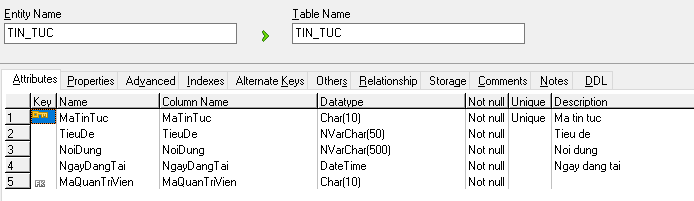 Entity Name Table Name
TIN_TUC TIN_TUC
Attributes Properties Advanced Indexes Alternate Keys Others Relationship Storage Comments Notes DDL
Key Name Column Name Datatype Not null Unique Description
1 MaTinTuc MaTinTuc Char(10) Not null Unique Ma tin tuc
2 TieuDe TieuDe NVarChar(50) Not null Tieu de
3 NoiDung NoiDung NVarChar(500) Not null Noi dung
4 NgayDangTai NgayDangTai DateTime Not null Ngay dang tai
5 FK MaQuanTriVien MaQuanTriVien Char(10) Not null